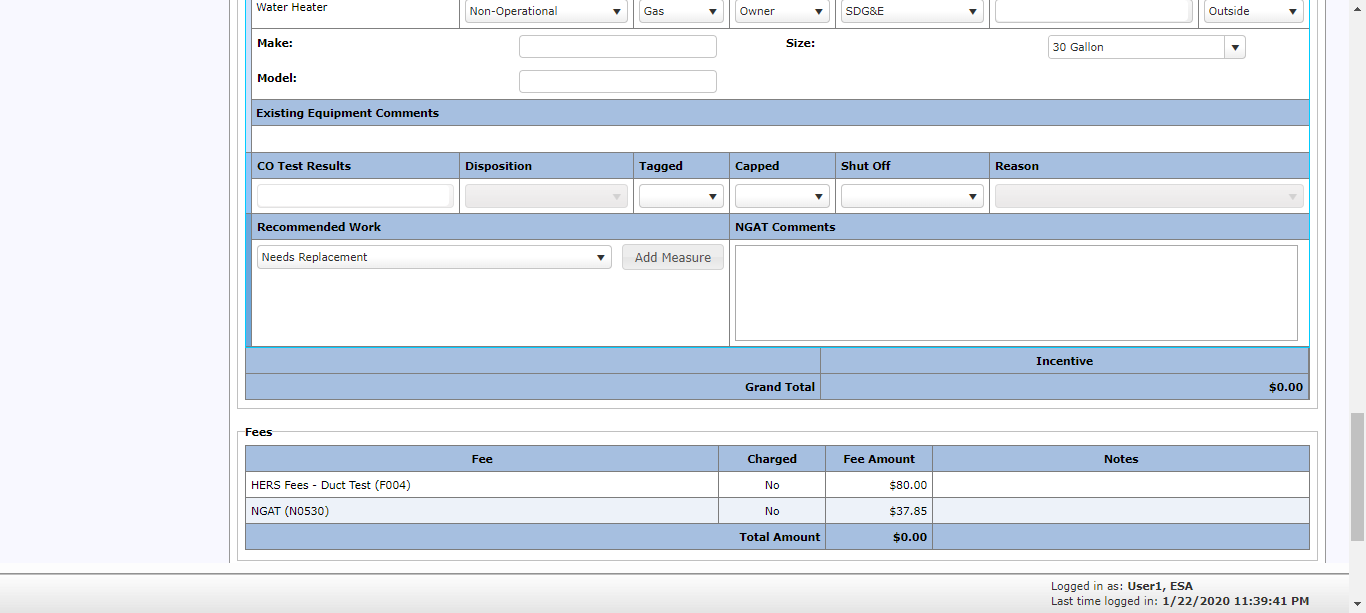 Water Heater Non-Operational Gas Owner SDG&E Outside
Make: Size: 30 Gallon
Model:
Existing Equipment Comments
CO Test Results Disposition Tagged Capped Shut Off Reason
Recommended Work NGAT Comments
Needs Replacement Add Measure
Incentive
Grand Total $0.00
Fees
Fee Charged Fee Amount Notes
HERS Fees - Duct Test (F004) No $80.00
NGAT (N0530) No $37.85
Total Amount $0.00
Logged in as: User1, ESA
Last time logged in: 1/22/2020 11:39:41 PM